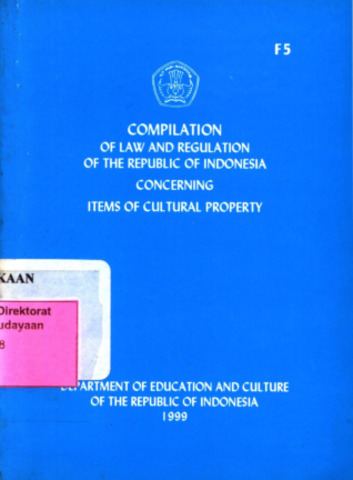 F5
COMPILATION
OF LAW AND REGULATION
OF THE REPUBLIC OF INDONESIA
CONCERNING
ITEMS OF CULTURAL PROPERTY
KAAN
Direktorat
udayaan
8
DEPARTMENT OF EDUCATION AND CULTURE
OF THE REPUBLIC OF INDONESIA
1999